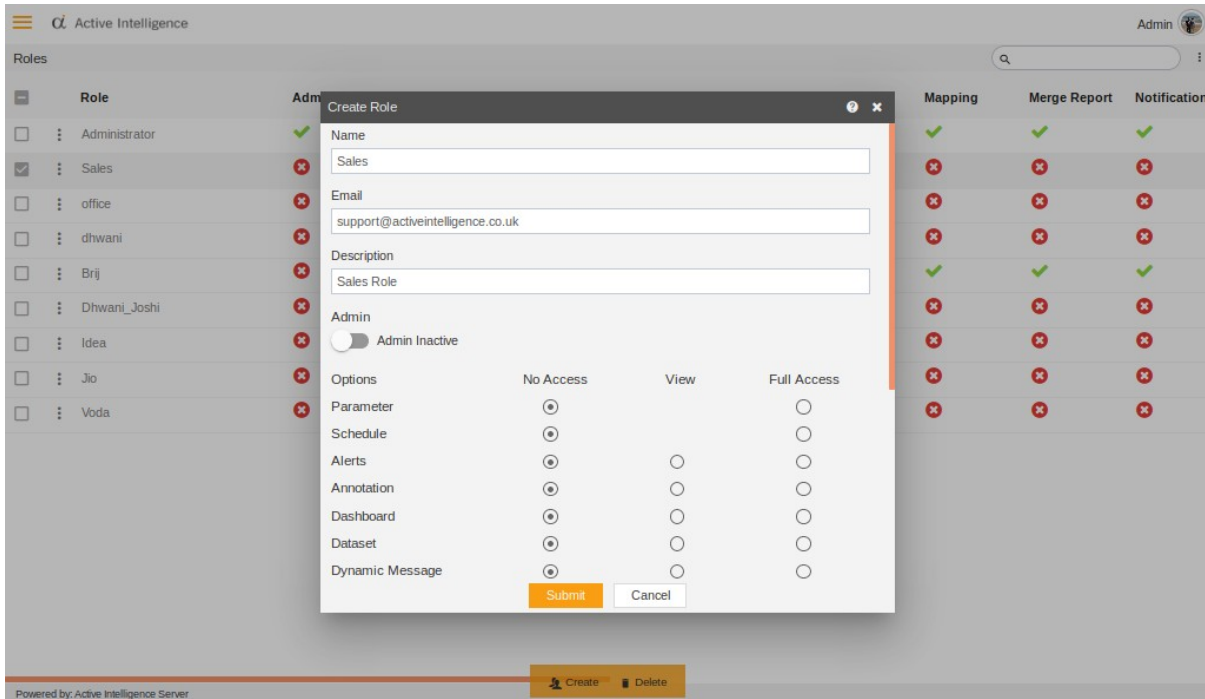 α Active Intelligence
Admin
Roles
Role
Adm
Mapping
Merge Report
Notification
Administrator
Sales
office
dhwani
Brij
Dhwani_Joshi
Idea
Jio
Voda
Create Role
Name
Sales
Email
support@activeintelligence.co.uk
Description
Sales Role
Admin
Admin Inactive
Options No Access View Full Access
Parameter
Schedule
Alerts
Annotation
Dashboard
Dataset
Dynamic Message
Submit Cancel
Create Delete
Powered by: Active Intelligence Server